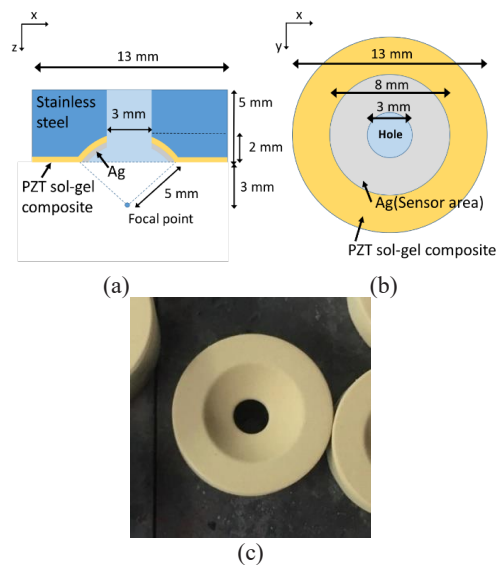 (a)
x
z
13 mm
Stainless
steel
3 mm
5 mm
2 mm
Ag
PZT sol-gel
composite
5 mm
3 mm
Focal point
(b)
x
y
13 mm
8 mm
3 mm
Hole
Ag(Sensor area)
PZT sol-gel composite
(c)